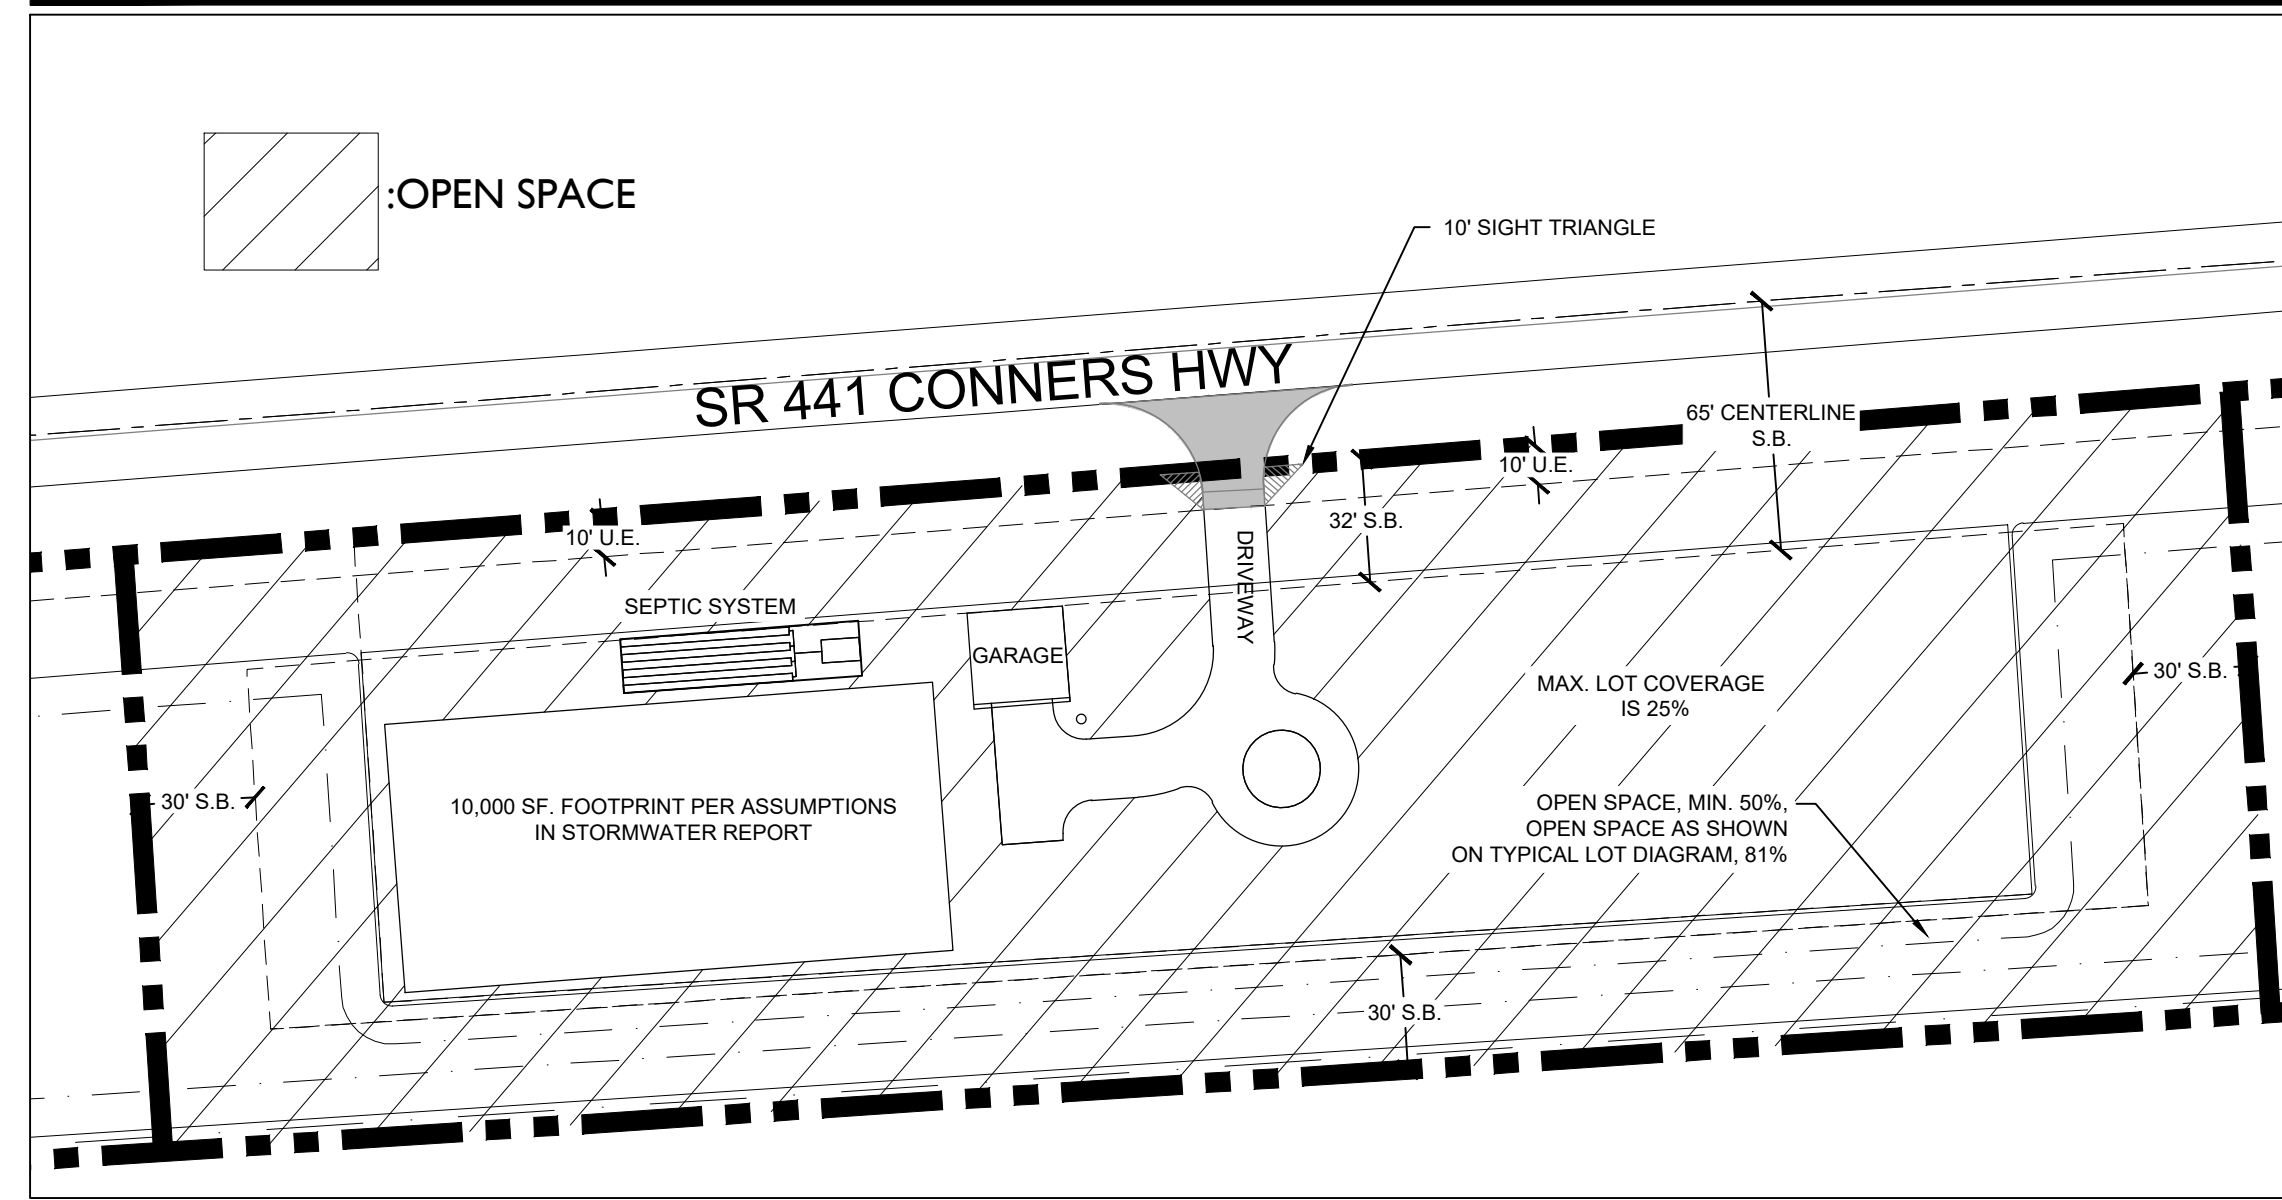 :OPEN SPACE
10' SIGHT TRIANGLE
SR 441 CONNERS HWY
65' CENTERLINE
S.B.
10' U.E.
32' S.B.
10' U.E.
DRIVEWAY
SEPTIC SYSTEM
GARAGE
30' S.B.
MAX. LOT COVERAGE
IS 25%
30' S.B.
10,000 SF. FOOTPRINT PER ASSUMPTIONS
IN STORMWATER REPORT
OPEN SPACE, MIN. 50%,
OPEN SPACE AS SHOWN
ON TYPICAL LOT DIAGRAM, 81%
30' S.B.